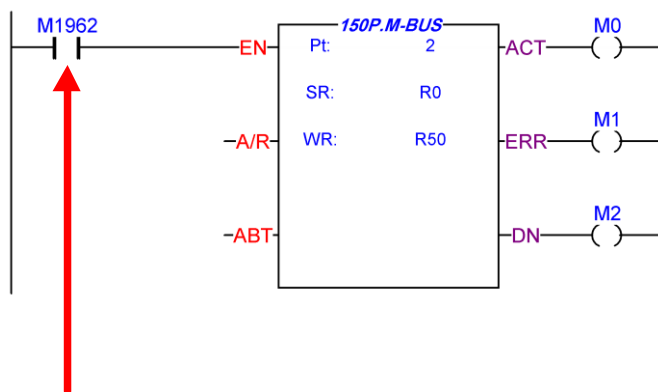 M1962
150P.M-BUS
M0
EN
Pt: 2
ACT
SR: R0
M1
A/R
WR: R50
ERR
M2
ABT
DN